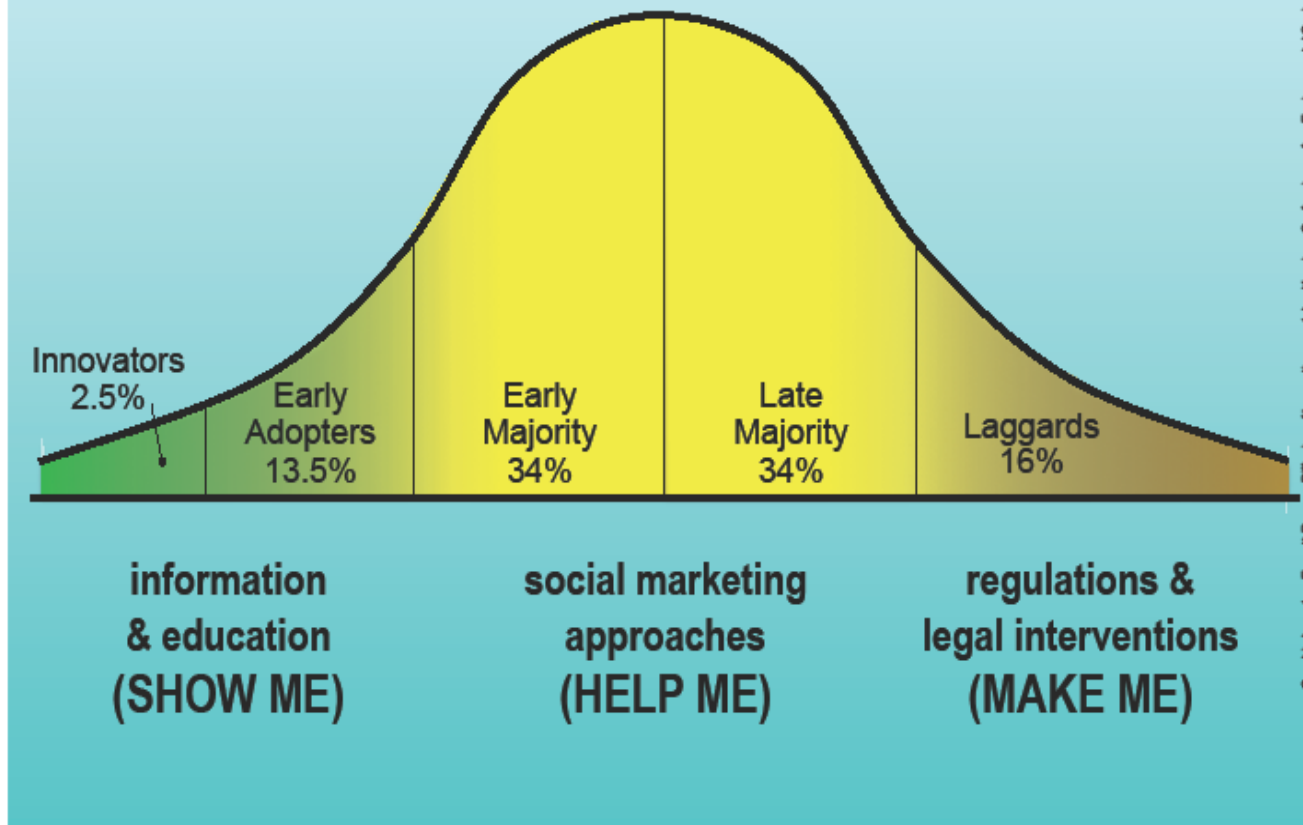 Innovators
2.5%
Early
Adopters
13.5%
Early
Majority
34%
Late
Majority
34%
Laggards
16%
information
& education
(SHOW ME)
social marketing
approaches
(HELP ME)
regulations &
legal interventions
(MAKE ME)